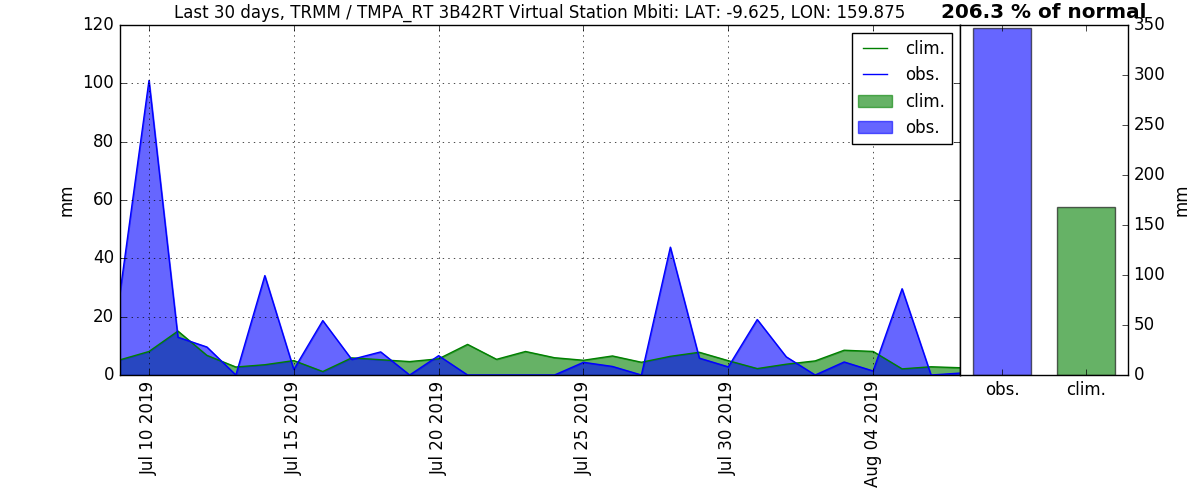 Last 30 days, TRMM / TMPA_RT 3B42RT Virtual Station Mbiti: LAT: -9.625, LON: 159.875
206.3 % of normal
120
100
80
60
40
20
0
mm
clim.
obs.
clim.
obs.
Jul 10 2019
Jul 15 2019
Jul 20 2019
Jul 25 2019
Jul 30 2019
Aug 04 2019
350
300
250
200
150
100
50
0
mm
obs.
clim.